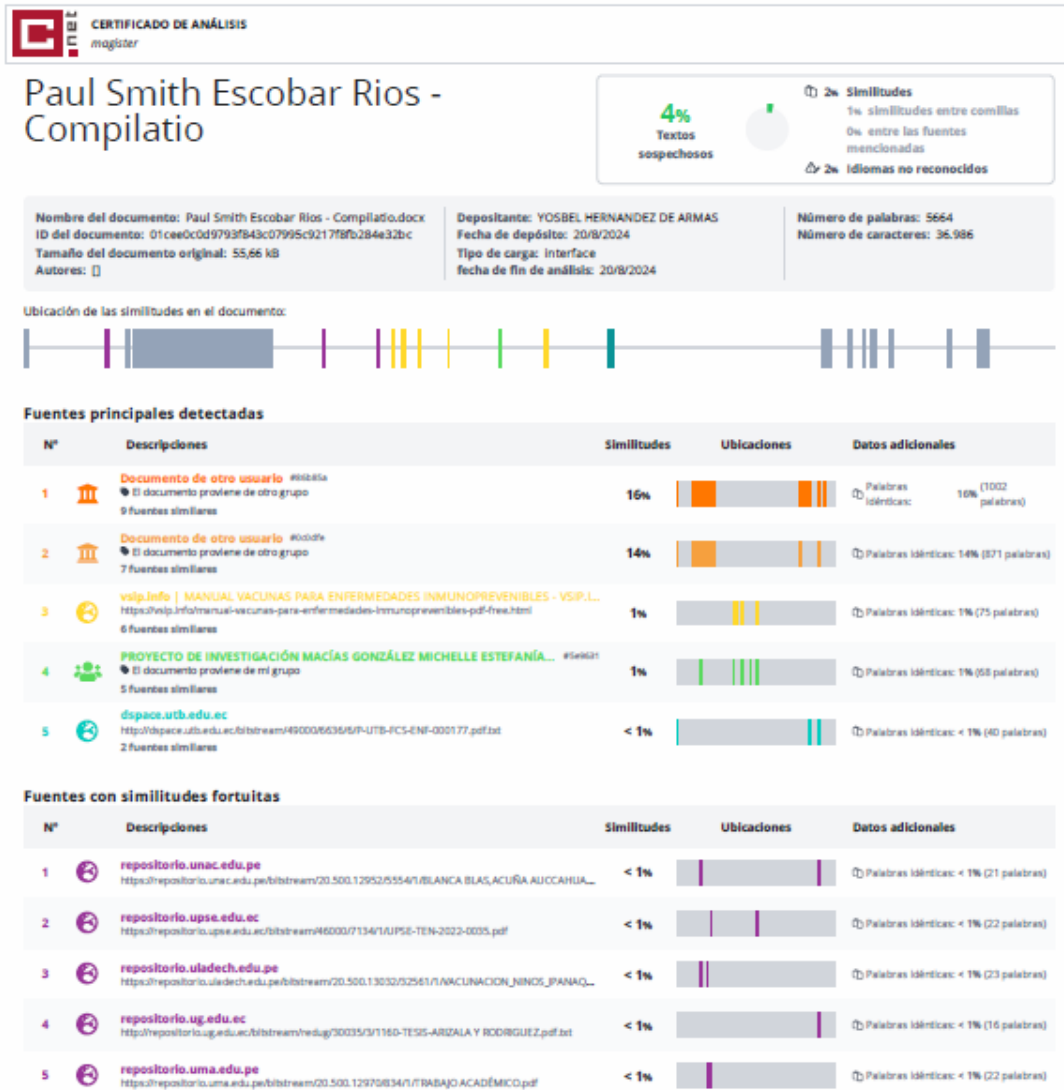 C.net
CERTIFICADO DE ANÁLISIS
magister
Paul Smith Escobar Rios -
Compilatio
4%
Textos
sospechosos
2% Similitudes
1% similitudes entre comillas
0% entre las fuentes
mencionadas
2% Idiomas no reconocidos
Nombre del documento: Paul Smith Escobar Rios - Compilatio.docx
ID del documento: 01cee0c0d9793f843c07995c9217f8fb284e32bc
Tamaño del documento original: 55,66 kB
Autores: []
Depositante: YOSBEL HERNANDEZ DE ARMAS
Fecha de depósito: 20/8/2024
Tipo de carga: interface
fecha de fin de análisis: 20/8/2024
Número de palabras: 5664
Número de caracteres: 36.986
Ubicación de las similitudes en el documento:
Fuentes principales detectadas
N° Descripciones Similitudes Ubicaciones Datos adicionales
1 Documento de otro usuario
El documento proviene de otro grupo
9 fuentes similares
16% Palabras idénticas: 16% (1002 palabras)
2 Documento de otro usuario
El documento proviene de otro grupo
7 fuentes similares
14% Palabras idénticas: 14% (871 palabras)
3 vsip.info | MANUAL VACUNAS PARA ENFERMEDADES INMUNOPREVENIBLES - VSIP.I...
https://vsip.info/manual-vacunas-para-enfermedades-inmunoprevenibles-pdf-free.html
6 fuentes similares
1% Palabras idénticas: 1% (75 palabras)
4 PROYECTO DE INVESTIGACIÓN MACÍAS GONZÁLEZ MICHELLE ESTEFANÍA...
El documento proviene de mi grupo
5 fuentes similares
1% Palabras idénticas: 1% (68 palabras)
5 dspace.utb.edu.ec
http://dspace.utb.edu.ec/bitstream/49000/6636/6/P-UTB-FCS-ENF-000177.pdf.txt
2 fuentes similares
< 1% Palabras idénticas: < 1% (40 palabras)
Fuentes con similitudes fortuitas
N° Descripciones Similitudes Ubicaciones Datos adicionales
1 repositorio.unac.edu.pe
https://repositorio.unac.edu.pe/bitstream/20.500.12952/5554/1/BLANCA BLAS,ACUÑA AUCCAHUA...
< 1% Palabras idénticas: < 1% (21 palabras)
2 repositorio.upse.edu.ec
https://repositorio.upse.edu.ec/bitstream/46000/7134/1/UPSE-TEN-2022-0035.pdf
< 1% Palabras idénticas: < 1% (22 palabras)
3 repositorio.uladech.edu.pe
https://repositorio.uladech.edu.pe/bitstream/20.500.13032/32561/1/VACUNACION_NINOS_IPANAQ...
< 1% Palabras idénticas: < 1% (23 palabras)
4 repositorio.ug.edu.ec
http://repositorio.ug.edu.ec/bitstream/redug/30035/3/1160-TESIS-ARIZALA Y RODRIGUEZ.pdf.txt
< 1% Palabras idénticas: < 1% (16 palabras)
5 repositorio.uma.edu.pe
https://repositorio.uma.edu.pe/bitstream/20.500.12970/834/1/TRABAJO ACADÉMICO.pdf
< 1% Palabras idénticas: < 1% (22 palabras)